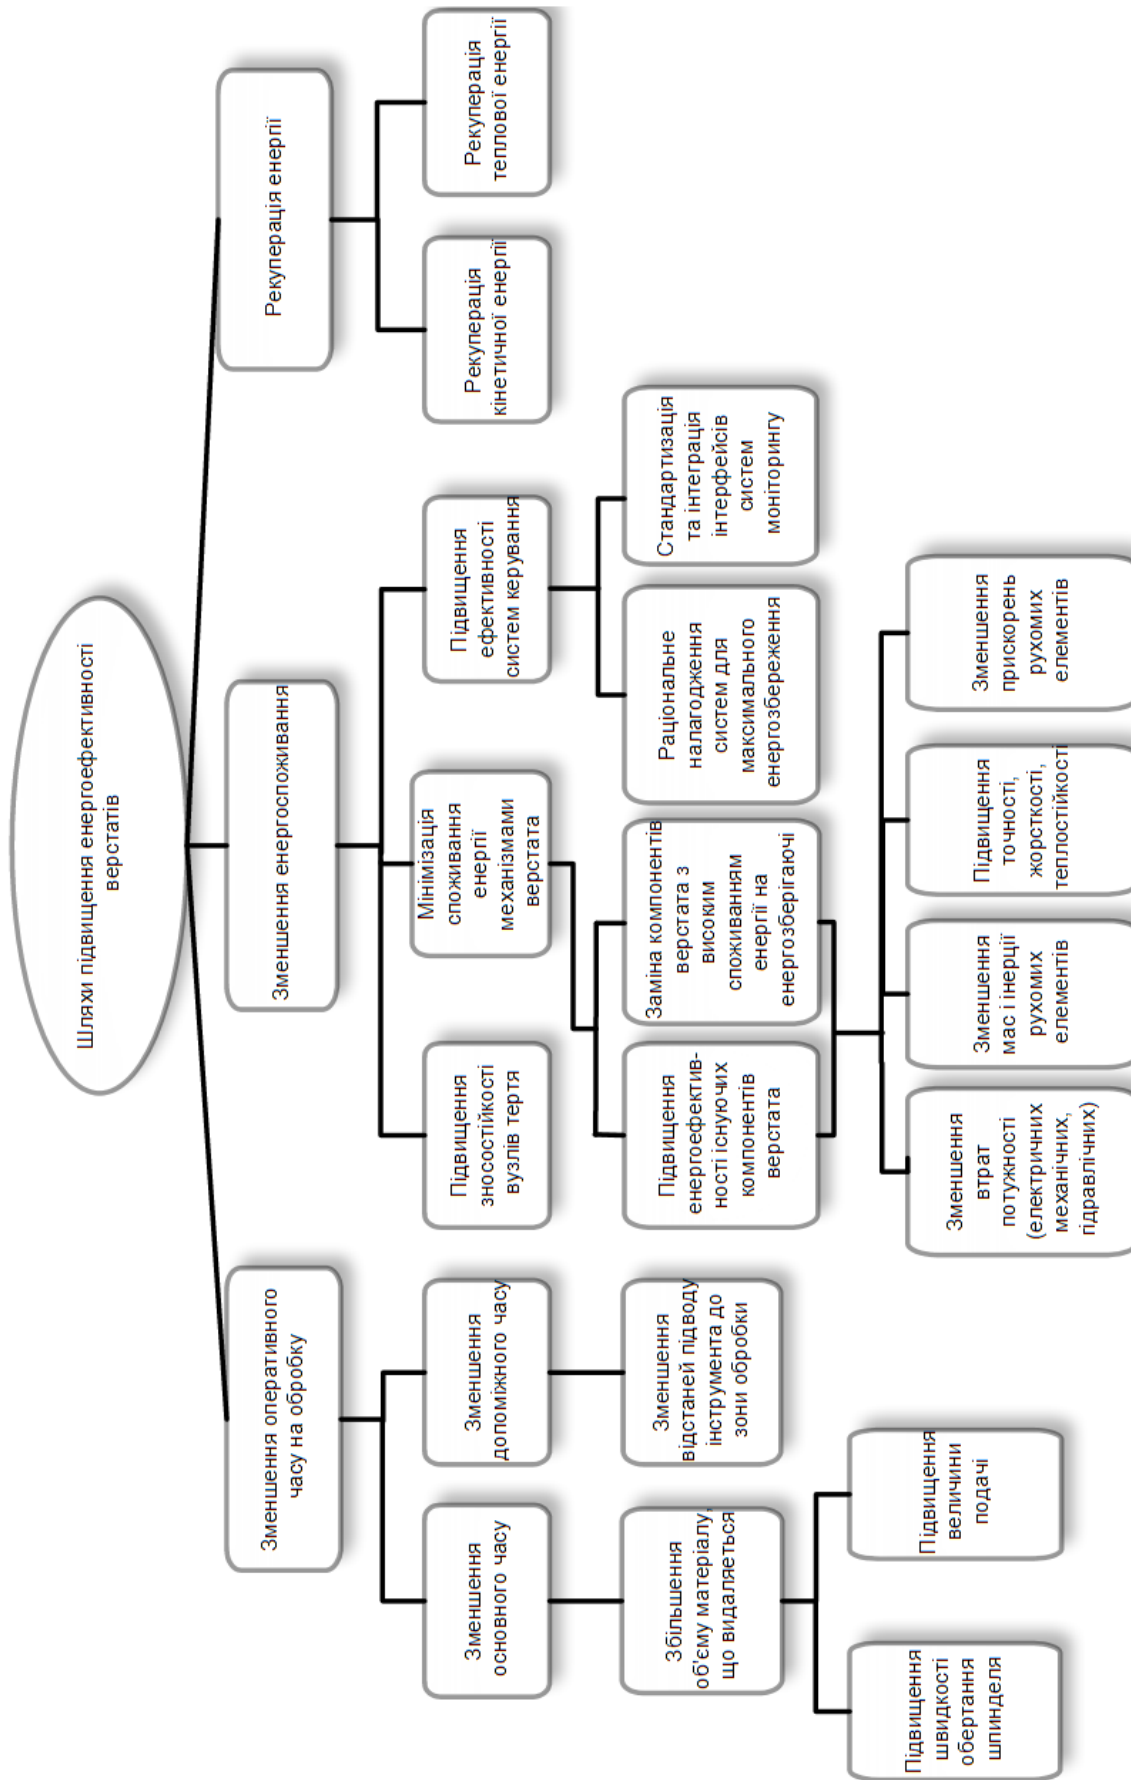 Шляхи підвищення енергоефективності
верстатів
Зменшення оперативного
часу на обробку
Зменшення енергоспоживання
Рекуперація енергії
Зменшення
основного часу
Зменшення
допоміжного часу
Підвищення
зносостійкості
вузлів тертя
Мінімізація
споживання
енергії
механізмами
верстата
Підвищення
ефективності
систем керування
Рекуперація
кінетичної енергії
Рекуперація
теплової енергії
Збільшення
об'єму матеріалу,
що видаляється
Зменшення
відстаней підводу
інструмента до
зони обробки
Підвищення
енергоефектив-
ності існуючих
компонентів
верстата
Заміна компонентів
верстата з
високим
споживанням
енергії на
енергозберігаючі
Раціональне
налагодження
систем для
максимального
енергозбереження
Стандартизація
та інтеграція
інтерфейсів
систем
моніторингу
Підвищення
швидкості
обертання
шпинделя
Підвищення
величини
подачі
Зменшення
втрат
потужності
(електричних
механічних,
гідравлічних)
Зменшення
мас і інерції
рухомих
елементів
Підвищення
точності,
жорсткості,
теплостійкості
Зменшення
прискорень
рухомих
елементів